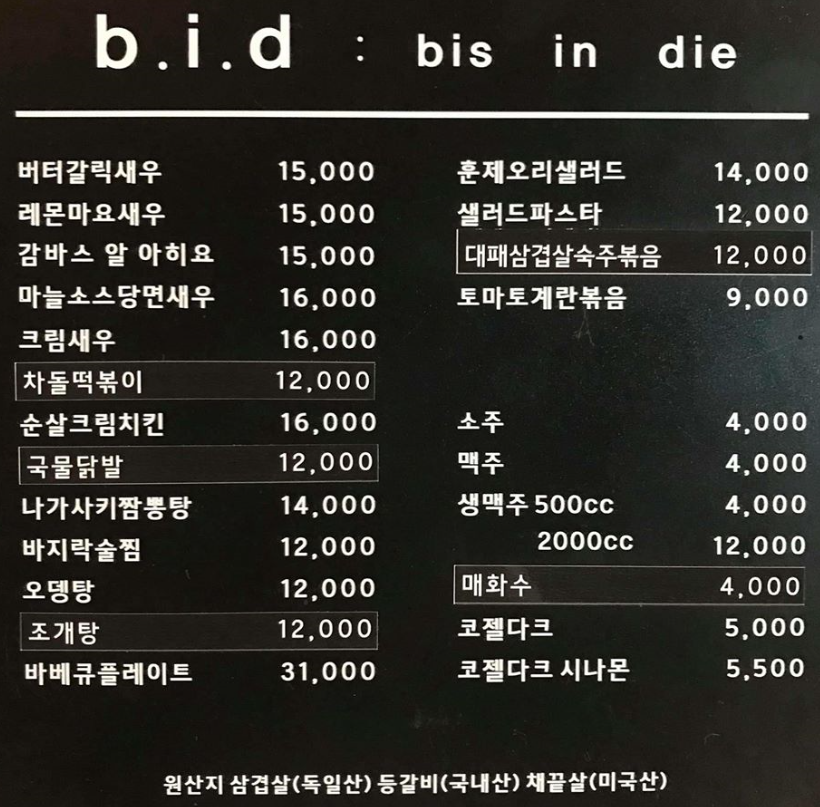 b.i.d : bis in die
버터갈릭새우 15,000
레몬마요새우 15,000
감바스 알 아히요 15,000
마늘소스당면새우 16,000
크림새우 16,000
차돌떡볶이 12,000
순살크림치킨 16,000
국물닭발 12,000
나가사키짬뽕탕 14,000
바지락술찜 12,000
오뎅탕 12,000
조개탕 12,000
바베큐플레이트 31,000
훈제오리샐러드 14,000
샐러드파스타 12,000
대패삼겹살숙주볶음 12,000
토마토계란볶음 9,000
소주 4,000
맥주 4,000
생맥주 500cc 4,000
2000cc 12,000
매화수 4,000
코젤다크 5,000
코젤다크 시나몬 5,500
원산지 삼겹살(독일산) 등갈비(국내산) 채끝살(미국산)